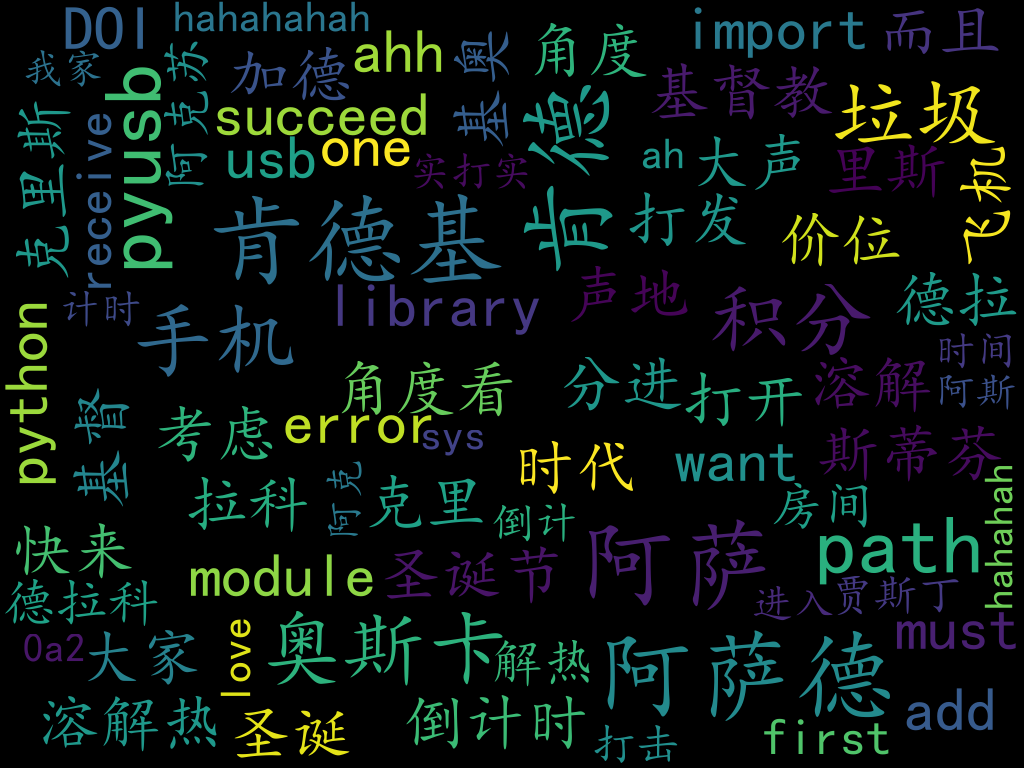 DOI
hahahahah
ahh
import
而且
我家
阿克苏
加德
基奥
角度
基督教
pyusb
succeed
垃圾
克里斯
receive
usb
one
实打实
肯德
ah
大声
里斯
飞机
肯德基
打发
价位
声地
德拉
python
计时
手机
library
积分
时间
角度看
分进
打开
溶解
阿斯
基督
考虑
error
sys
时代
want
斯蒂芬
拉科
阿克
克里
倒计
房间
hahahah
快来
module
圣诞节
阿萨
path
德拉科
进入
贾斯丁
0a2
大家
love
奥斯卡
解热
阿萨德
must
溶解热
圣诞
倒计时
打击
first
add